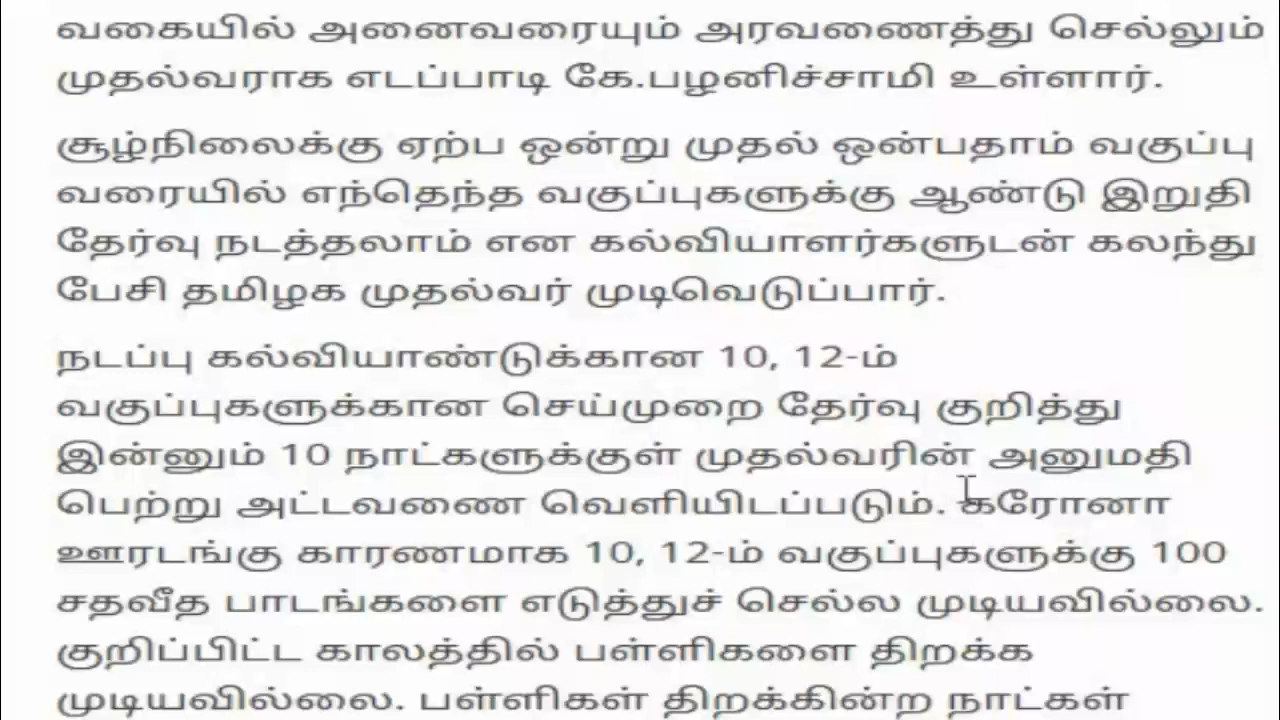 வகையில் அனைவரையும் அரவணைத்து செல்லும்
முதல்வராக எடப்பாடி கே.பழனிச்சாமி உள்ளார்.
சூழ்நிலைக்கு ஏற்ப ஒன்று முதல் ஒன்பதாம் வகுப்பு
வரையில் எந்தெந்த வகுப்புகளுக்கு ஆண்டு இறுதி
தேர்வு நடத்தலாம் என கல்வியாளர்களுடன் கலந்து
பேசி தமிழக முதல்வர் முடிவெடுப்பார்.
நடப்பு கல்வியாண்டுக்கான 10, 12-ம்
வகுப்புகளுக்கான செய்முறை தேர்வு குறித்து
இன்னும் 10 நாட்களுக்குள் முதல்வரின் அனுமதி
பெற்று அட்டவணை வெளியிடப்படும். கரோனா
ஊரடங்கு காரணமாக 10, 12-ம் வகுப்புகளுக்கு 100
சதவீத பாடங்களை எடுத்துச் செல்ல முடியவில்லை.
குறிப்பிட்ட காலத்தில் பள்ளிகளை திறக்க
முடியவில்லை. பள்ளிகள் திறக்கின்ற நாட்கள்